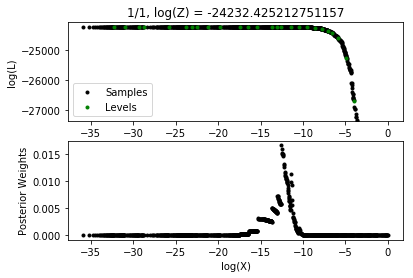 1/1, log(Z) = -24232.425212751157
log(L)
-25000
-26000
-27000
Samples
Levels
−35 −30 −25 −20 −15 −10 −5 0
Posterior Weights
0.015
0.010
0.005
0.000
−35 −30 −25 −20 −15 −10 −5 0
log(X)